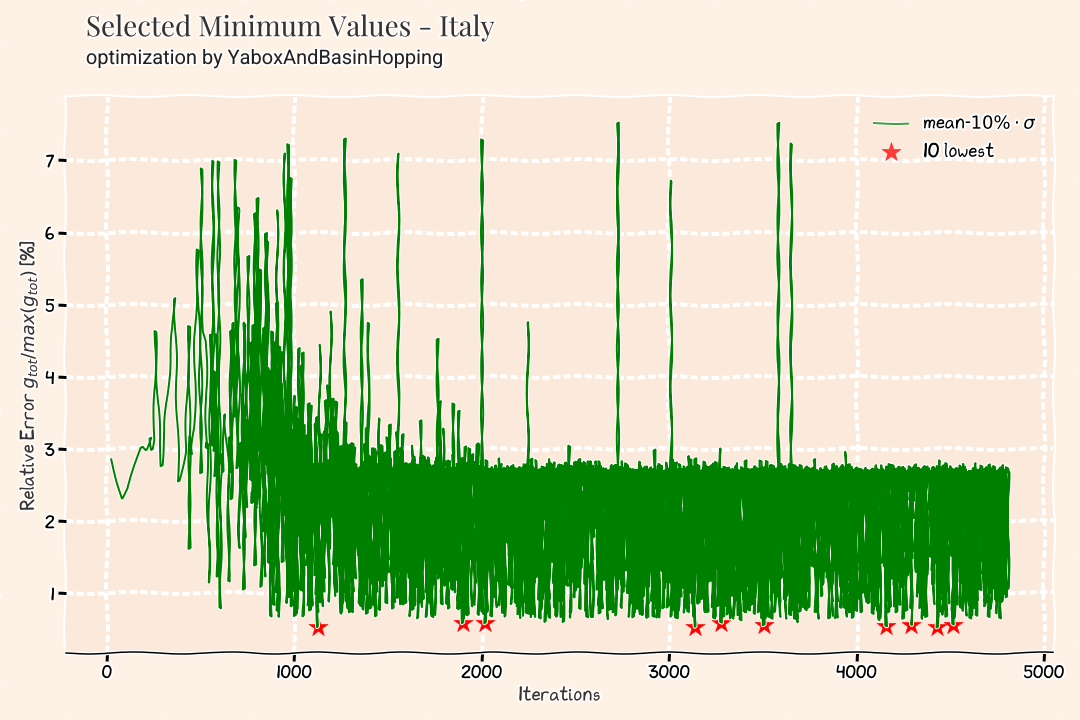 Selected Minimum Values - Italy
optimization by YaboxAndBasinHopping
mean-10% · σ
10 lowest
Relative Error g_tot/max(g_tot) [%]
7
6
5
4
3
2
1
0 1000 2000 3000 4000 5000
Iterations